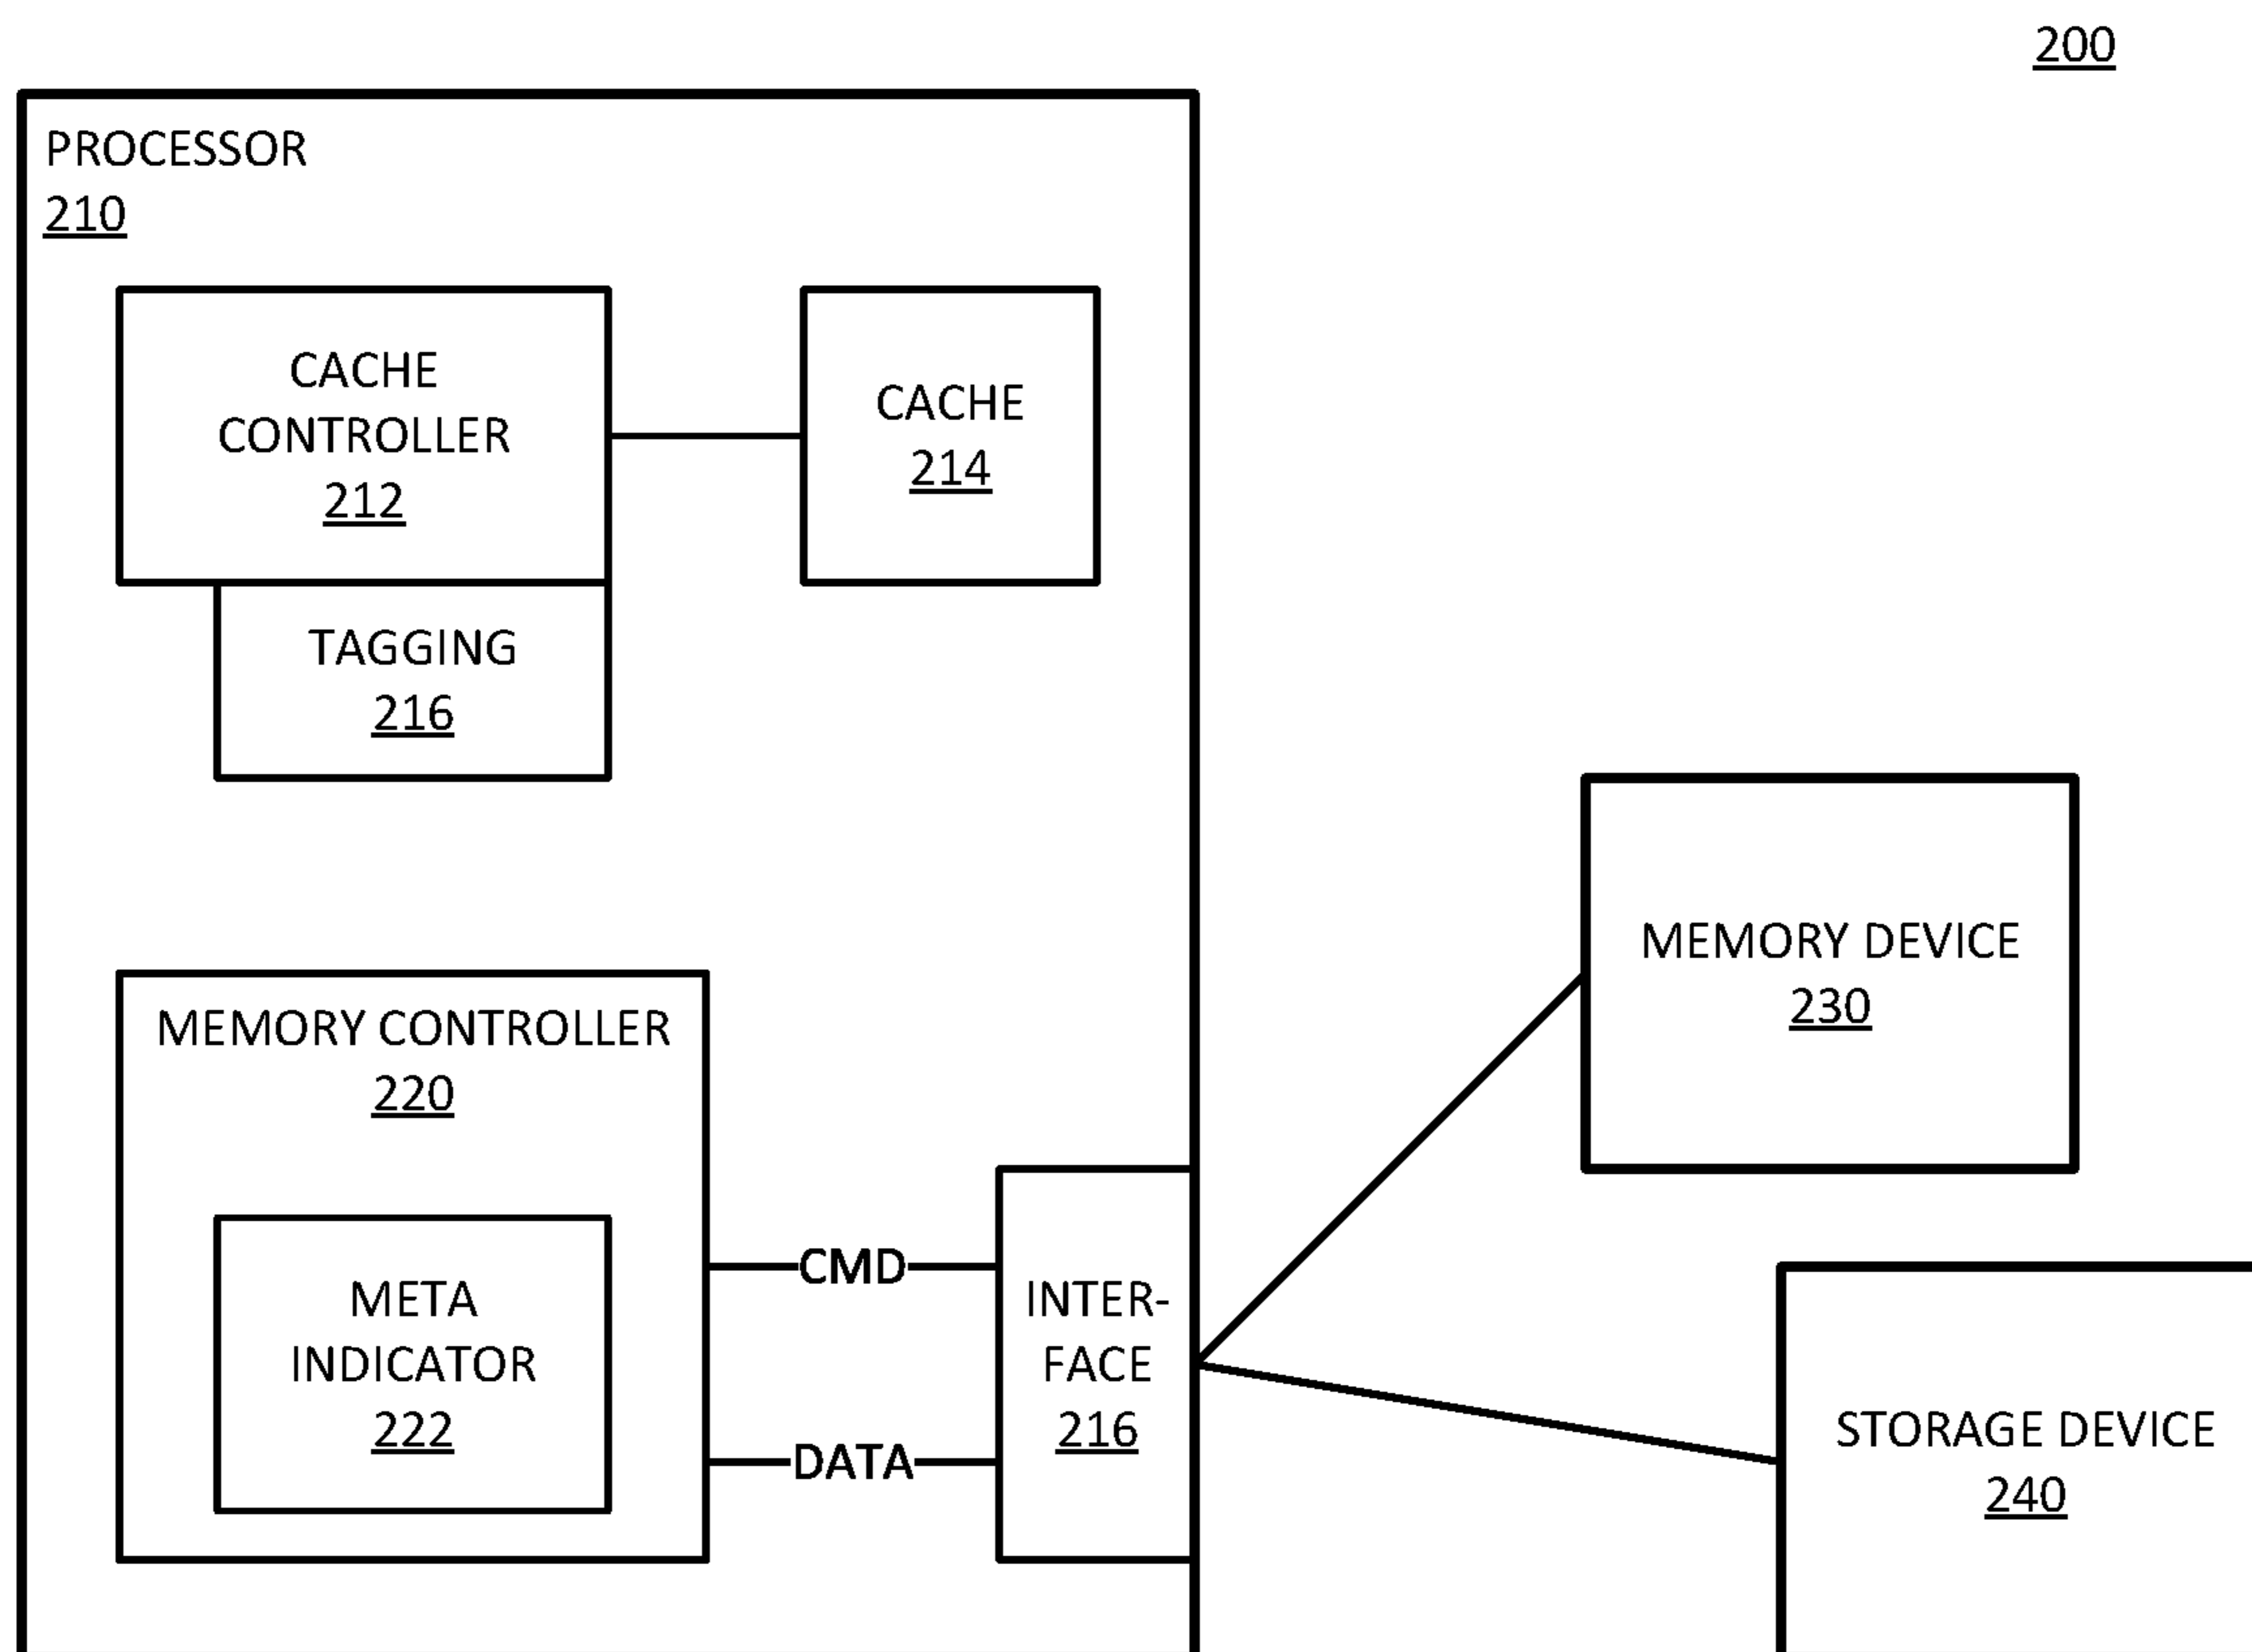 200
PROCESSOR
210
CACHE
CONTROLLER
212
CACHE
214
TAGGING
216
MEMORY DEVICE
230
MEMORY CONTROLLER
220
META
INDICATOR
222
CMD
DATA
INTER-
FACE
216
STORAGE DEVICE
240